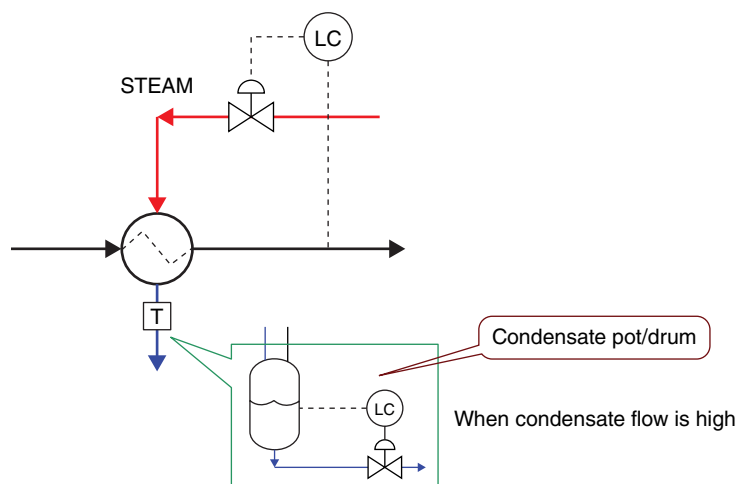 LC
STEAM
T
Condensate pot/drum
LC
When condensate flow is high